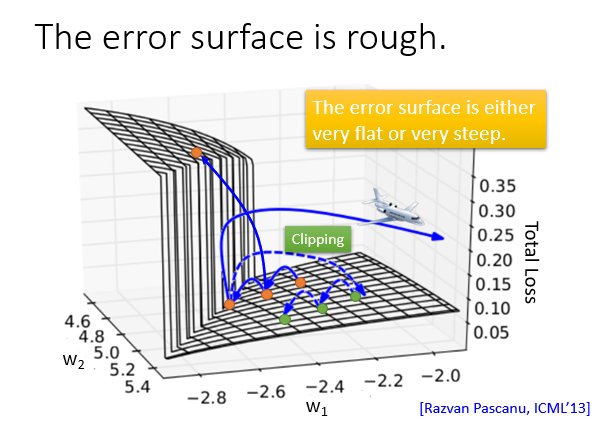 The error surface is rough.
The error surface is either
very flat or very steep.
Clipping
0.35
0.30
0.25
0.20
0.15
0.10
0.05
Total Loss
4.6
4.8
5.0
5.2
5.4
w₂
−2.8
−2.6
−2.4
−2.2
−2.0
w₁
[Razvan Pascanu, ICML’13]